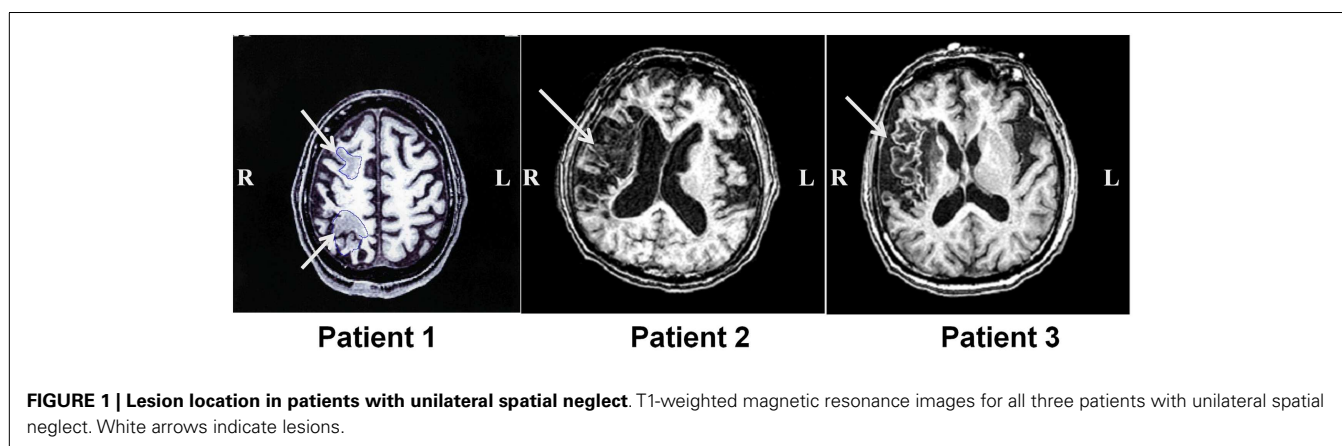 R L R L R L
Patient 1 Patient 2 Patient 3
FIGURE 1 | Lesion location in patients with unilateral spatial neglect. T1-weighted magnetic resonance images for all three patients with unilateral spatial
neglect. White arrows indicate lesions.